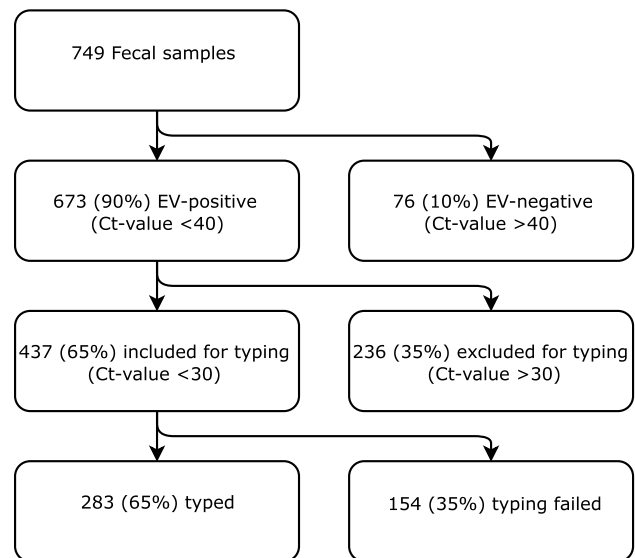 749 Fecal samples
673 (90%) EV-positive
(Ct-value <40)
76 (10%) EV-negative
(Ct-value >40)
437 (65%) included for typing
(Ct-value <30)
236 (35%) excluded for typing
(Ct-value >30)
283 (65%) typed
154 (35%) typing failed